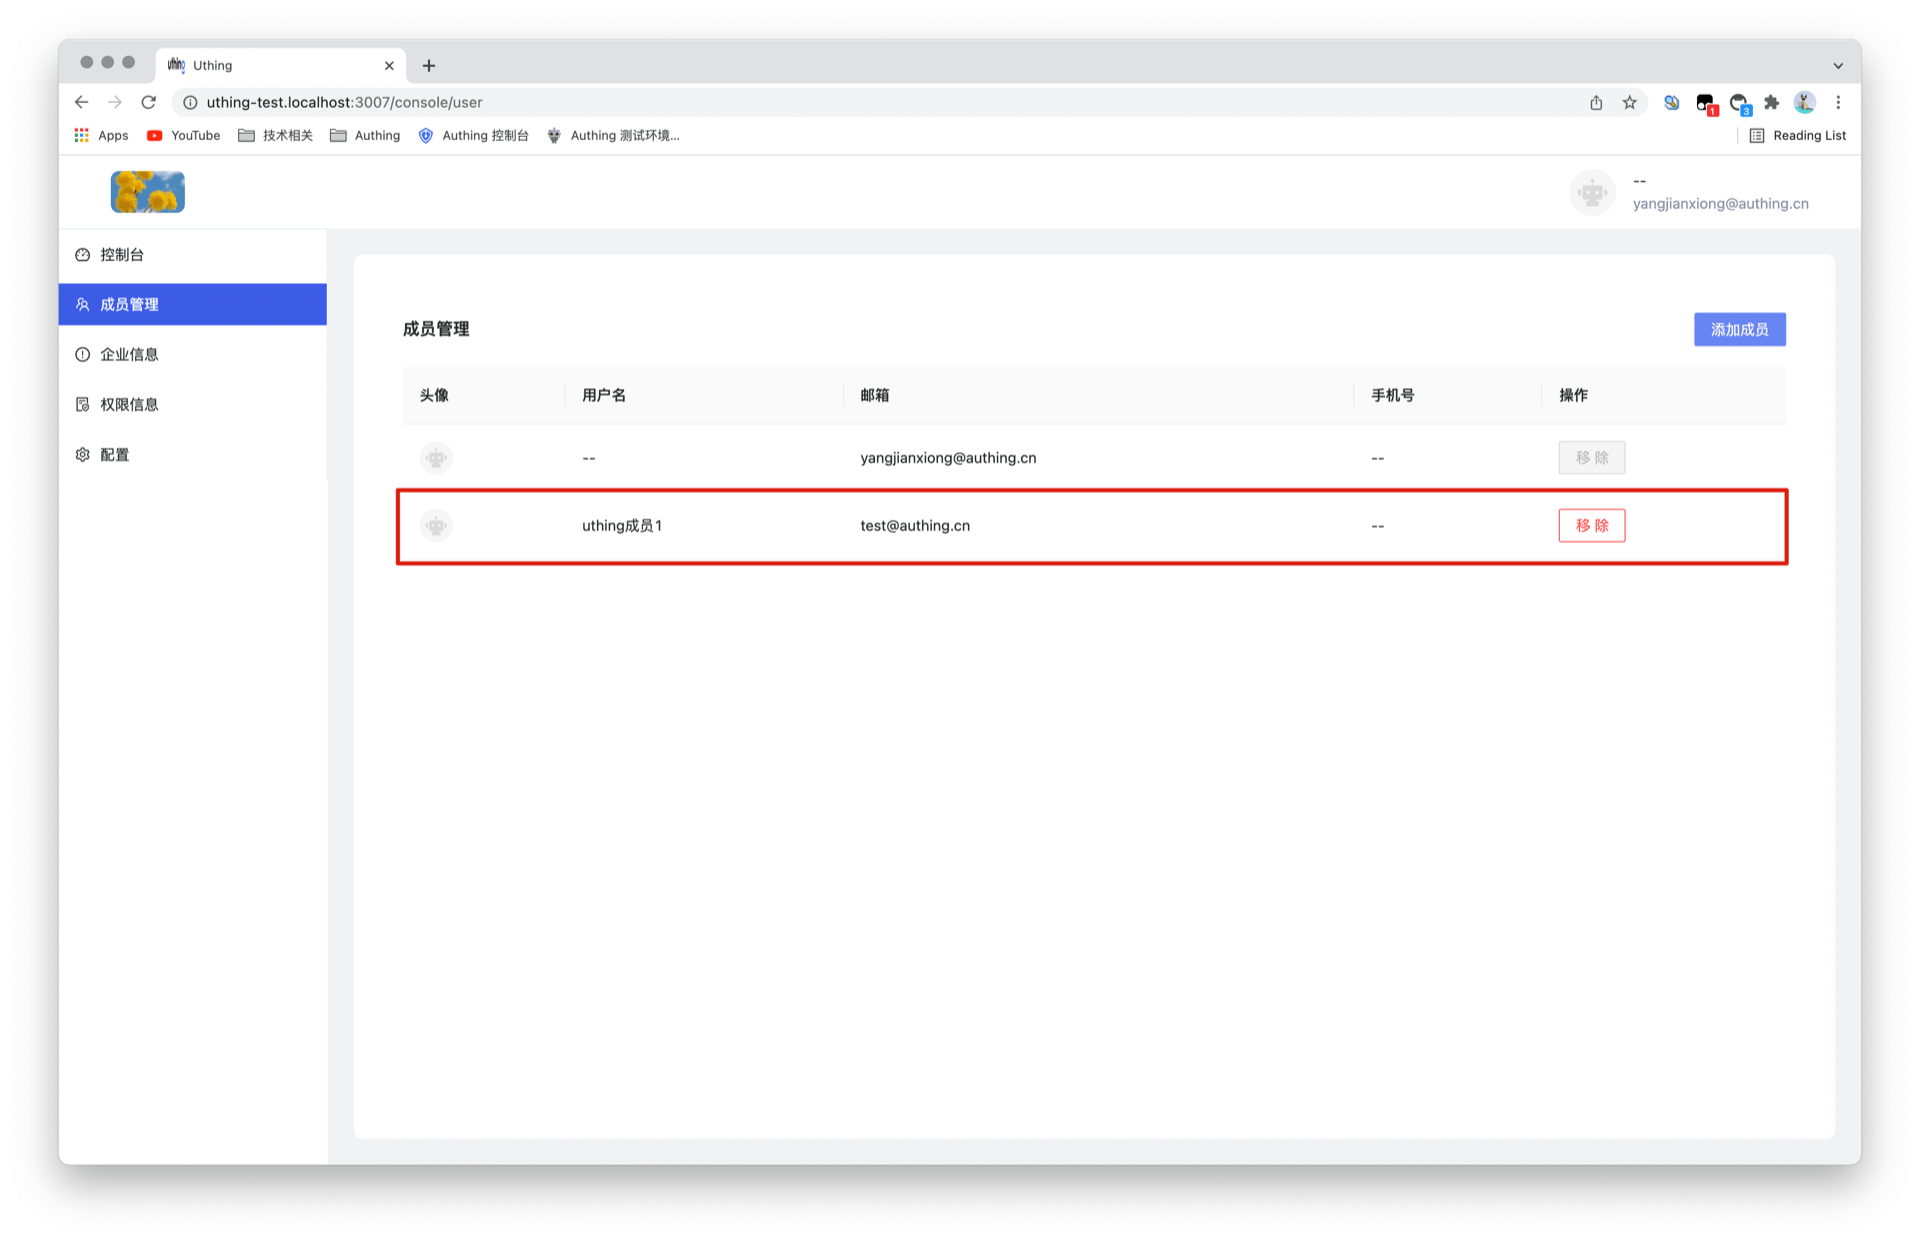 uthing Uthing
uthing-test.localhost:3007/console/user
1 3
Apps YouTube 技术相关 Authing Authing 控制台 Authing 测试环境... Reading List
--
yangjianxiong@authing.cn
控制台
成员管理
企业信息
权限信息
配置
成员管理 添加成员
头像 用户名 邮箱 手机号 操作
-- yangjianxiong@authing.cn -- 移 除
uthing成员1 test@authing.cn -- 移 除